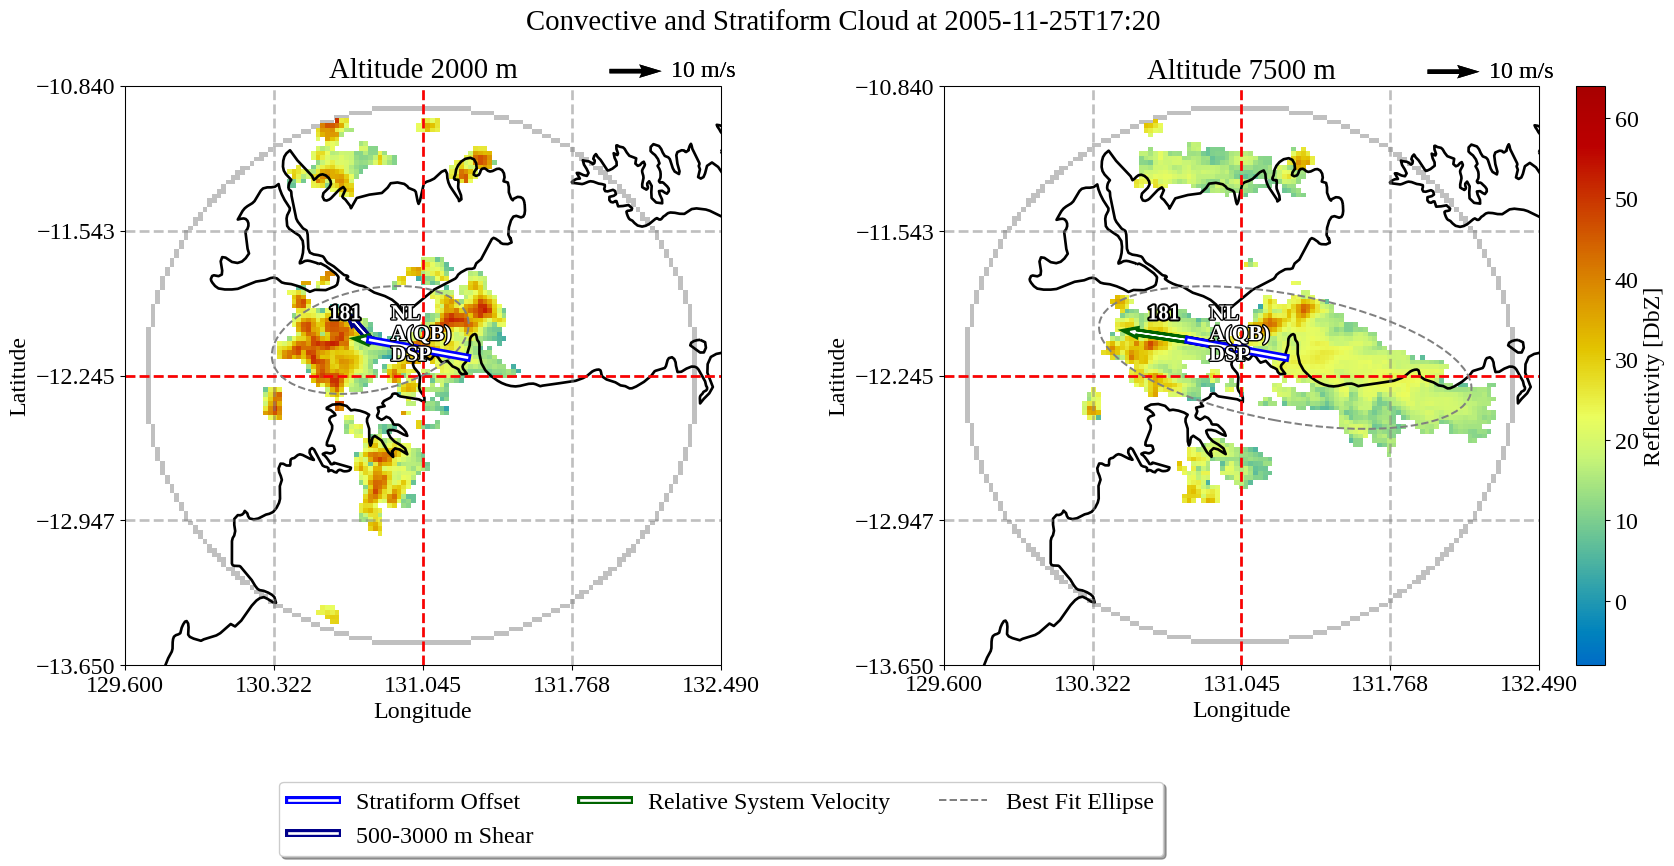 Convective and Stratiform Cloud at 2005-11-25T17:20
Altitude 2000 m
10 m/s
Altitude 7500 m
10 m/s
−10.840
−11.543
−12.245
−12.947
−13.650
Latitude
129.600
130.322
131.045
131.768
132.490
Longitude
181
NL
A(QB)
DSP
−10.840
−11.543
−12.245
−12.947
−13.650
Latitude
129.600
130.322
131.045
131.768
132.490
Longitude
181
NL
A(QB)
DSP
60
50
40
30
20
10
0
Reflectivity [DbZ]
Stratiform Offset
Relative System Velocity
Best Fit Ellipse
500-3000 m Shear